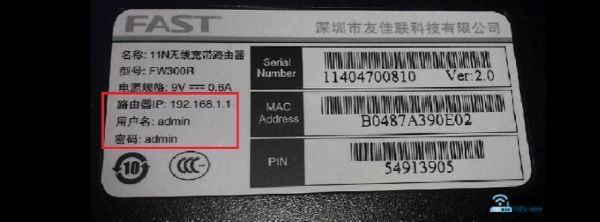 FAST
深圳市友佳联科技有限公司
名称: 11N无线宽带路由器
型号: FW300R
电源规格: 9V 0.6A
路由器IP: 192.168.1.1
用户名: admin
密码: admin
10
CCC
Serial Number
11404700810 Ver:2.0
MAC Address
B0487A390E02
PIN
54913905